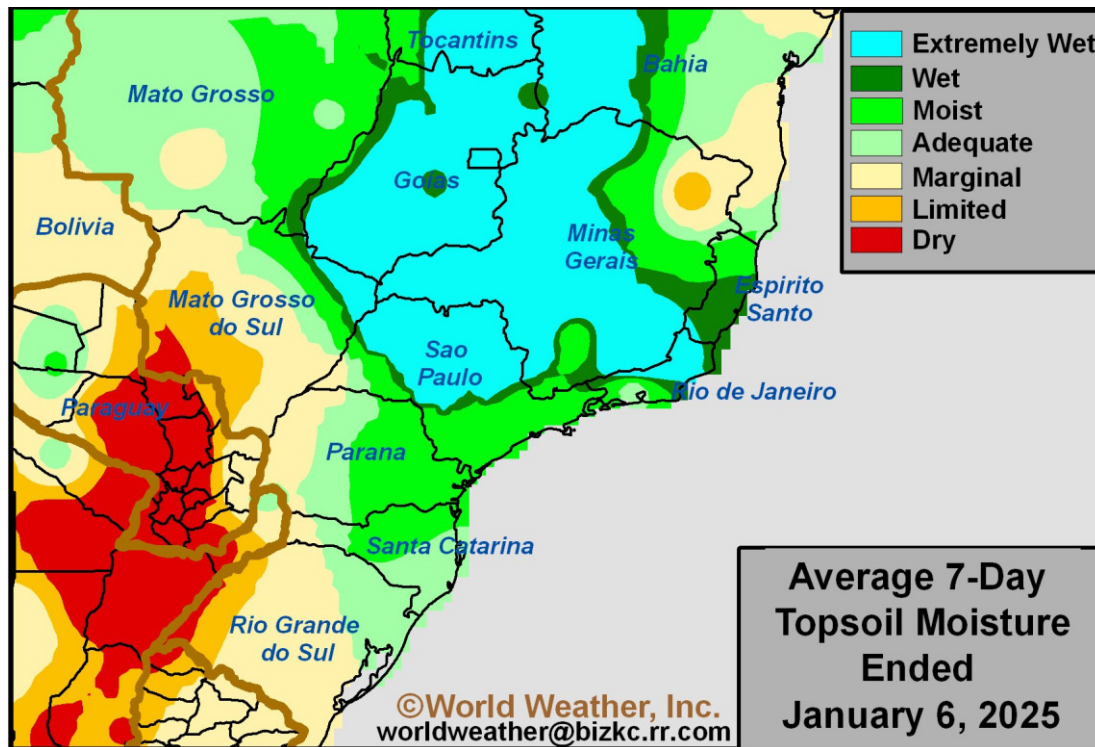 Tocantins
Bahia
Mato Grosso
Goias
Bolivia
Minas
Gerais
Mato Grosso
do Sul
Espirito
Santo
Sao
Paulo
Rio de Janeiro
Paraguay
Parana
Santa Catarina
Rio Grande
do Sul
Extremely Wet
Wet
Moist
Adequate
Marginal
Limited
Dry
Average 7-Day
Topsoil Moisture
Ended
January 6, 2025
©World Weather, Inc.
worldweather@bizkc.rr.com